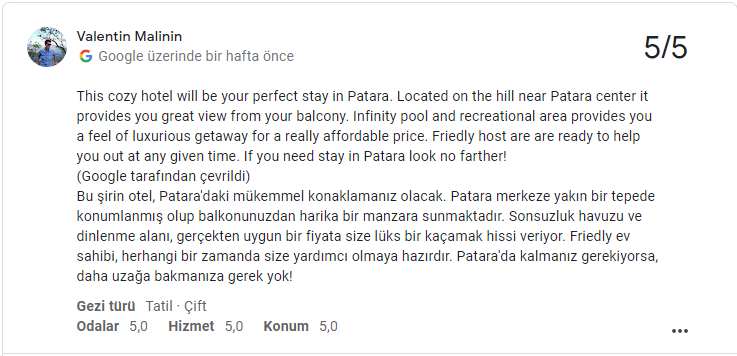 Valentin Malinin
Google üzerinde bir hafta önce
5/5
This cozy hotel will be your perfect stay in Patara. Located on the hill near Patara center it
provides you great view from your balcony. Infinity pool and recreational area provides you
a feel of luxurious getaway for a really affordable price. Friedly host are are ready to help
you out at any given time. If you need stay in Patara look no farther!
(Google tarafından çevrildi)
Bu şirin otel, Patara'daki mükemmel konaklamanız olacak. Patara merkeze yakın bir tepede
konumlanmış olup balkonunuzdan harika bir manzara sunmaktadır. Sonsuzluk havuzu ve
dinlenme alanı, gerçekten uygun bir fiyata size lüks bir kaçamak hissi veriyor. Friedly ev
sahibi, herhangi bir zamanda size yardımcı olmaya hazırdır. Patara'da kalmanız gerekiyorsa,
daha uzağa bakmanıza gerek yok!
Gezi türü Tatil · Çift
Odalar 5,0 Hizmet 5,0 Konum 5,0